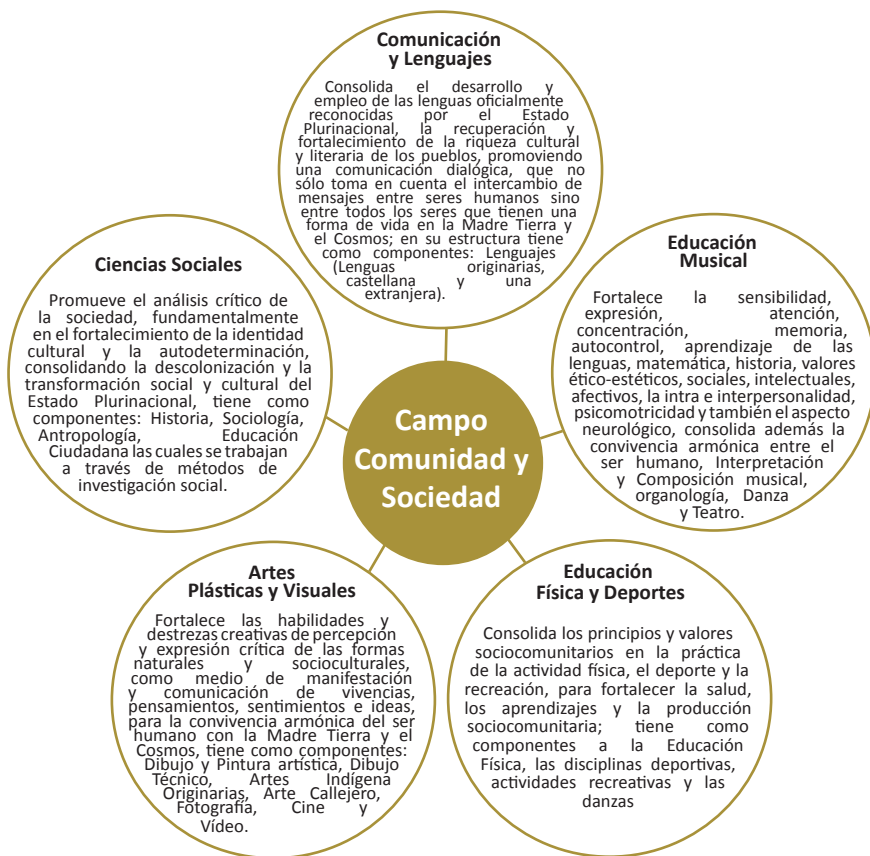 Comunicación
y Lenguajes
Consolida el desarrollo y
empleo de las lenguas oficialmente
reconocidas por el Estado
Plurinacional, la recuperación y
fortalecimiento de la riqueza cultural
y literaria de los pueblos, promoviendo
una comunicación dialógica, que no
sólo toma en cuenta el intercambio de
mensajes entre seres humanos sino
entre todos los seres que tienen una
forma de vida en la Madre Tierra y
el Cosmos; en su estructura tiene
como componentes: Lenguajes
(Lenguas originarias,
castellana y una
extranjera).
Ciencias Sociales
Promueve el análisis crítico de
la sociedad, fundamentalmente
en el fortalecimiento de la identidad
cultural y la autodeterminación,
consolidando la descolonización y la
transformación social y cultural del
Estado Plurinacional, tiene como
componentes: Historia, Sociología,
Antropología, Educación
Ciudadana las cuales se trabajan
a través de métodos de
investigación social.
Educación
Musical
Fortalece la sensibilidad,
expresión, atención,
concentración, memoria,
autocontrol, aprendizaje de las
lenguas, matemática, historia, valores
ético-estéticos, sociales, intelectuales,
afectivos, la intra e interpersonalidad,
psicomotricidad y también el aspecto
neurológico, consolida además la
convivencia armónica entre el
ser humano, Interpretación
y Composición musical,
organología, Danza
y Teatro.
Campo
Comunidad y
Sociedad
Artes
Plásticas y Visuales
Fortalece las habilidades y
destrezas creativas de percepción
y expresión crítica de las formas
naturales y socioculturales,
como medio de manifestación
y comunicación de vivencias,
pensamientos, sentimientos e ideas,
para la convivencia armónica del ser
humano con la Madre Tierra y el
Cosmos, tiene como componentes:
Dibujo y Pintura artística, Dibujo
Técnico, Artes Indígena
Originarias, Arte Callejero,
Fotografía, Cine y
Vídeo.
Educación
Física y Deportes
Consolida los principios y valores
sociocomunitarios en la práctica
de la actividad física, el deporte y la
recreación, para fortalecer la salud,
los aprendizajes y la producción
sociocomunitaria; tiene como
componentes a la Educación
Física, las disciplinas deportivas,
actividades recreativas y las
danzas